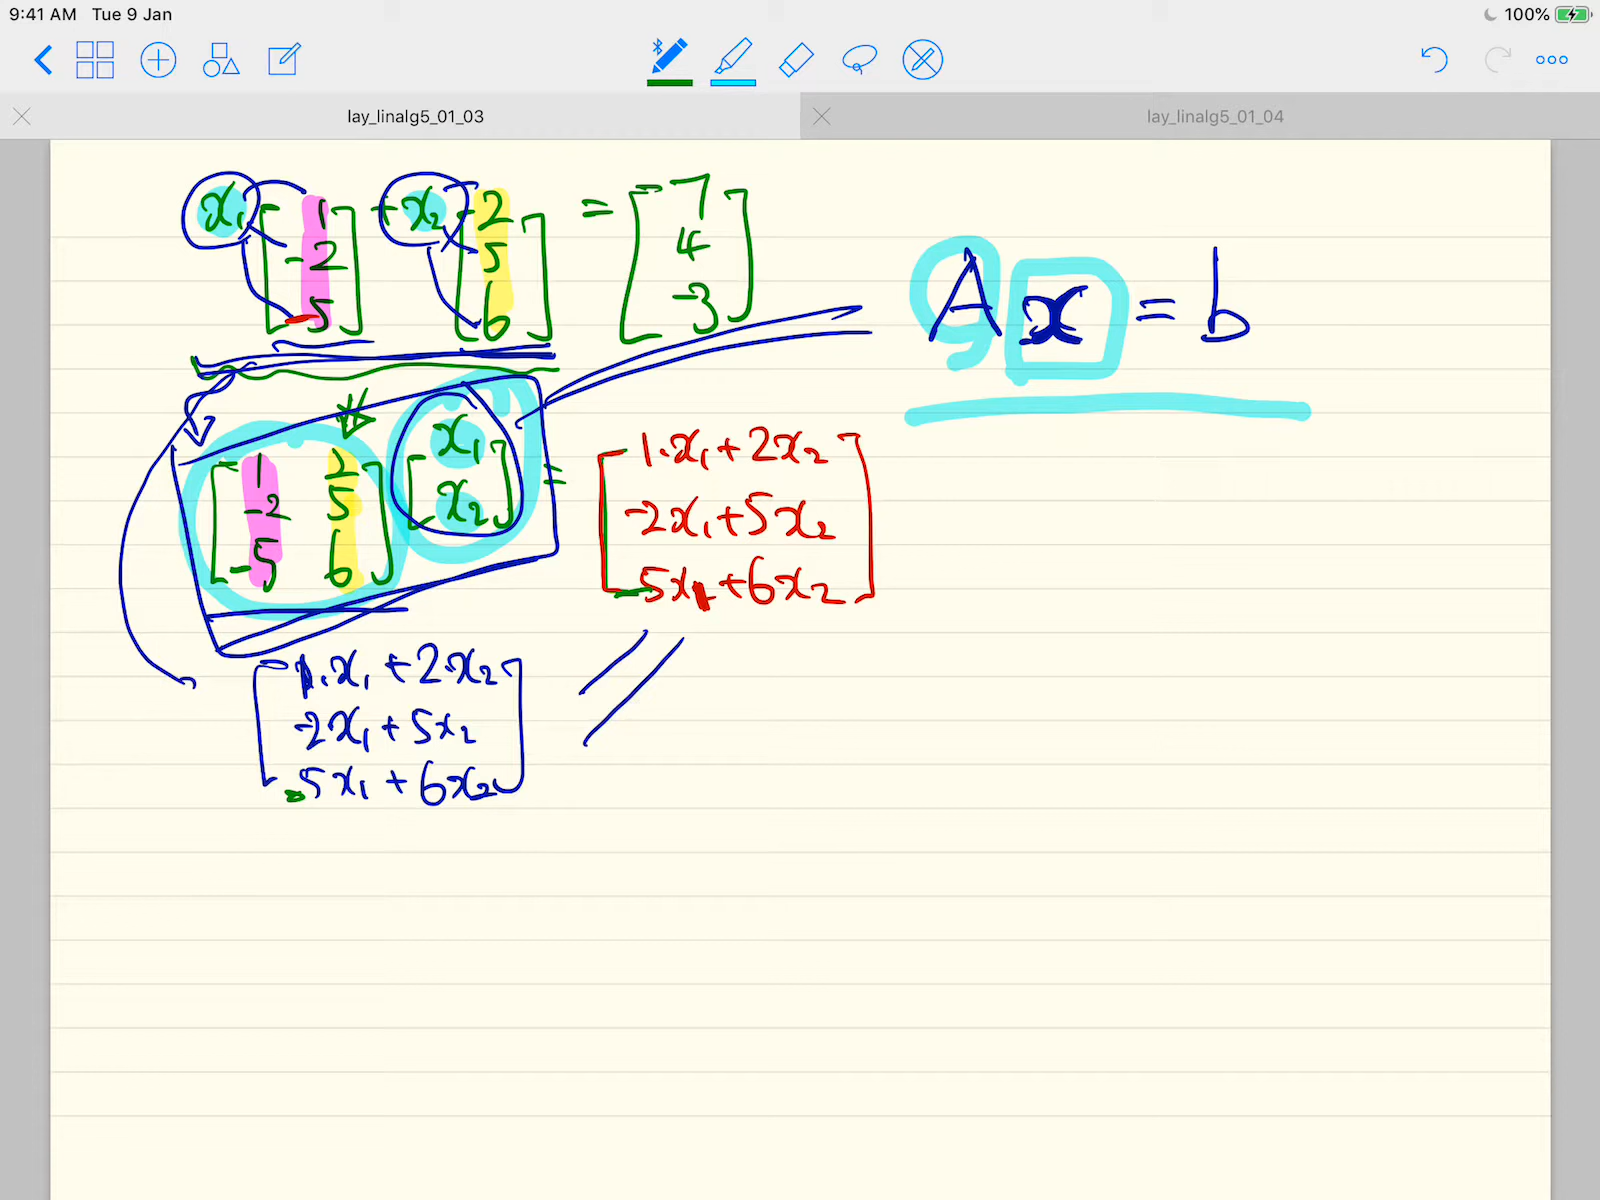 9:41 AM Tue 9 Jan 100%
lay_linalg5_01_03 lay_linalg5_01_04
x₁ [1 -2 -5] + x₂ [2 5 6] = [7 4 -3]
A x = b
[1 2
-2 5
-5 6] [x₁ x₂] =
[1.x₁ + 2x₂
-2x₁ + 5x₂
-5x₁ + 6x₂]
[1.x₁ + 2.x₂
-2x₁ + 5x₂
-5x₁ + 6x₂]